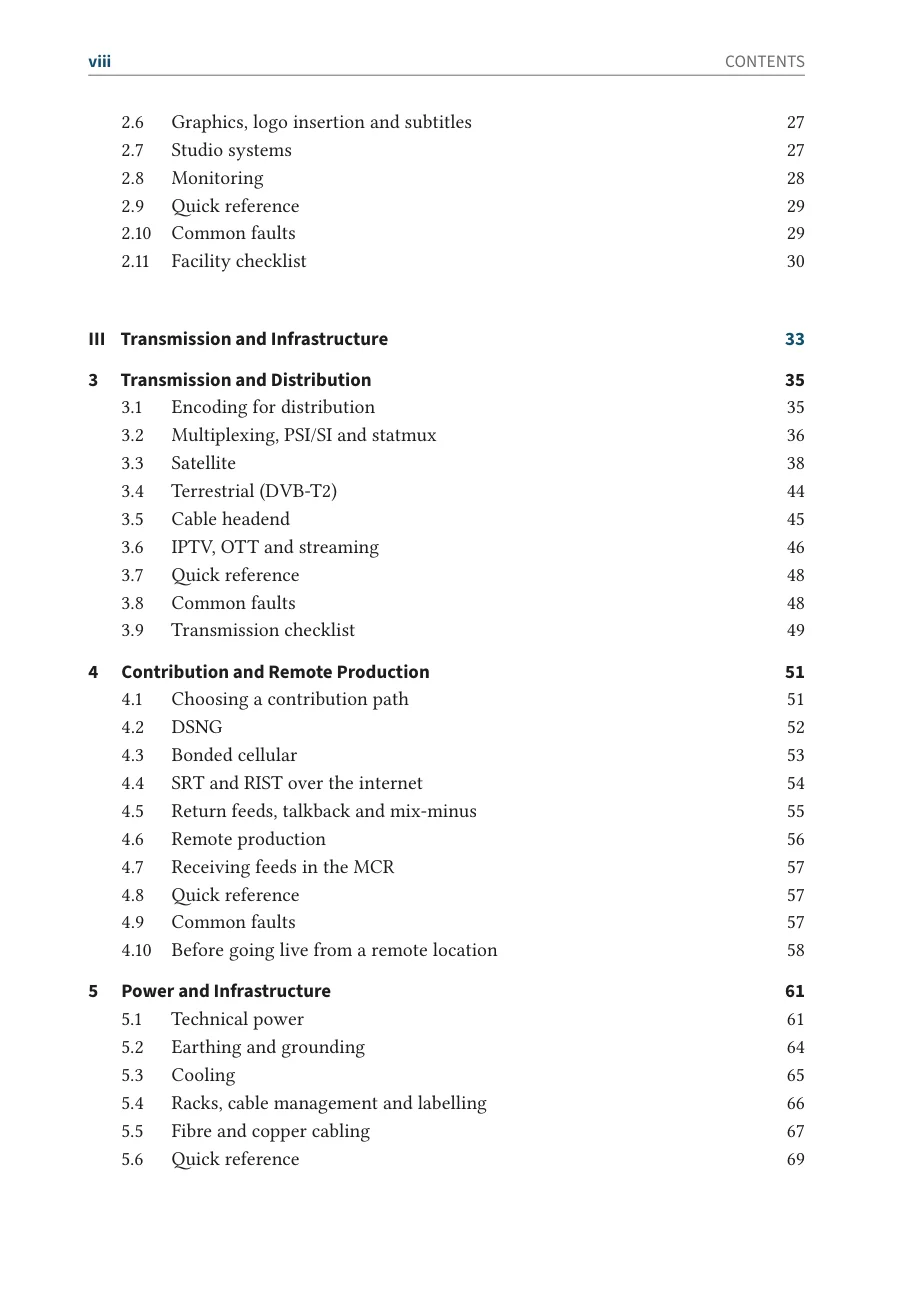 viii CONTENTS
2.6 Graphics, logo insertion and subtitles 27
2.7 Studio systems 27
2.8 Monitoring 28
2.9 Quick reference 29
2.10 Common faults 29
2.11 Facility checklist 30
III Transmission and Infrastructure 33
3 Transmission and Distribution 35
3.1 Encoding for distribution 35
3.2 Multiplexing, PSI/SI and statmux 36
3.3 Satellite 38
3.4 Terrestrial (DVB-T2) 44
3.5 Cable headend 45
3.6 IPTV, OTT and streaming 46
3.7 Quick reference 48
3.8 Common faults 48
3.9 Transmission checklist 49
4 Contribution and Remote Production 51
4.1 Choosing a contribution path 51
4.2 DSNG 52
4.3 Bonded cellular 53
4.4 SRT and RIST over the internet 54
4.5 Return feeds, talkback and mix-minus 55
4.6 Remote production 56
4.7 Receiving feeds in the MCR 57
4.8 Quick reference 57
4.9 Common faults 57
4.10 Before going live from a remote location 58
5 Power and Infrastructure 61
5.1 Technical power 61
5.2 Earthing and grounding 64
5.3 Cooling 65
5.4 Racks, cable management and labelling 66
5.5 Fibre and copper cabling 67
5.6 Quick reference 69